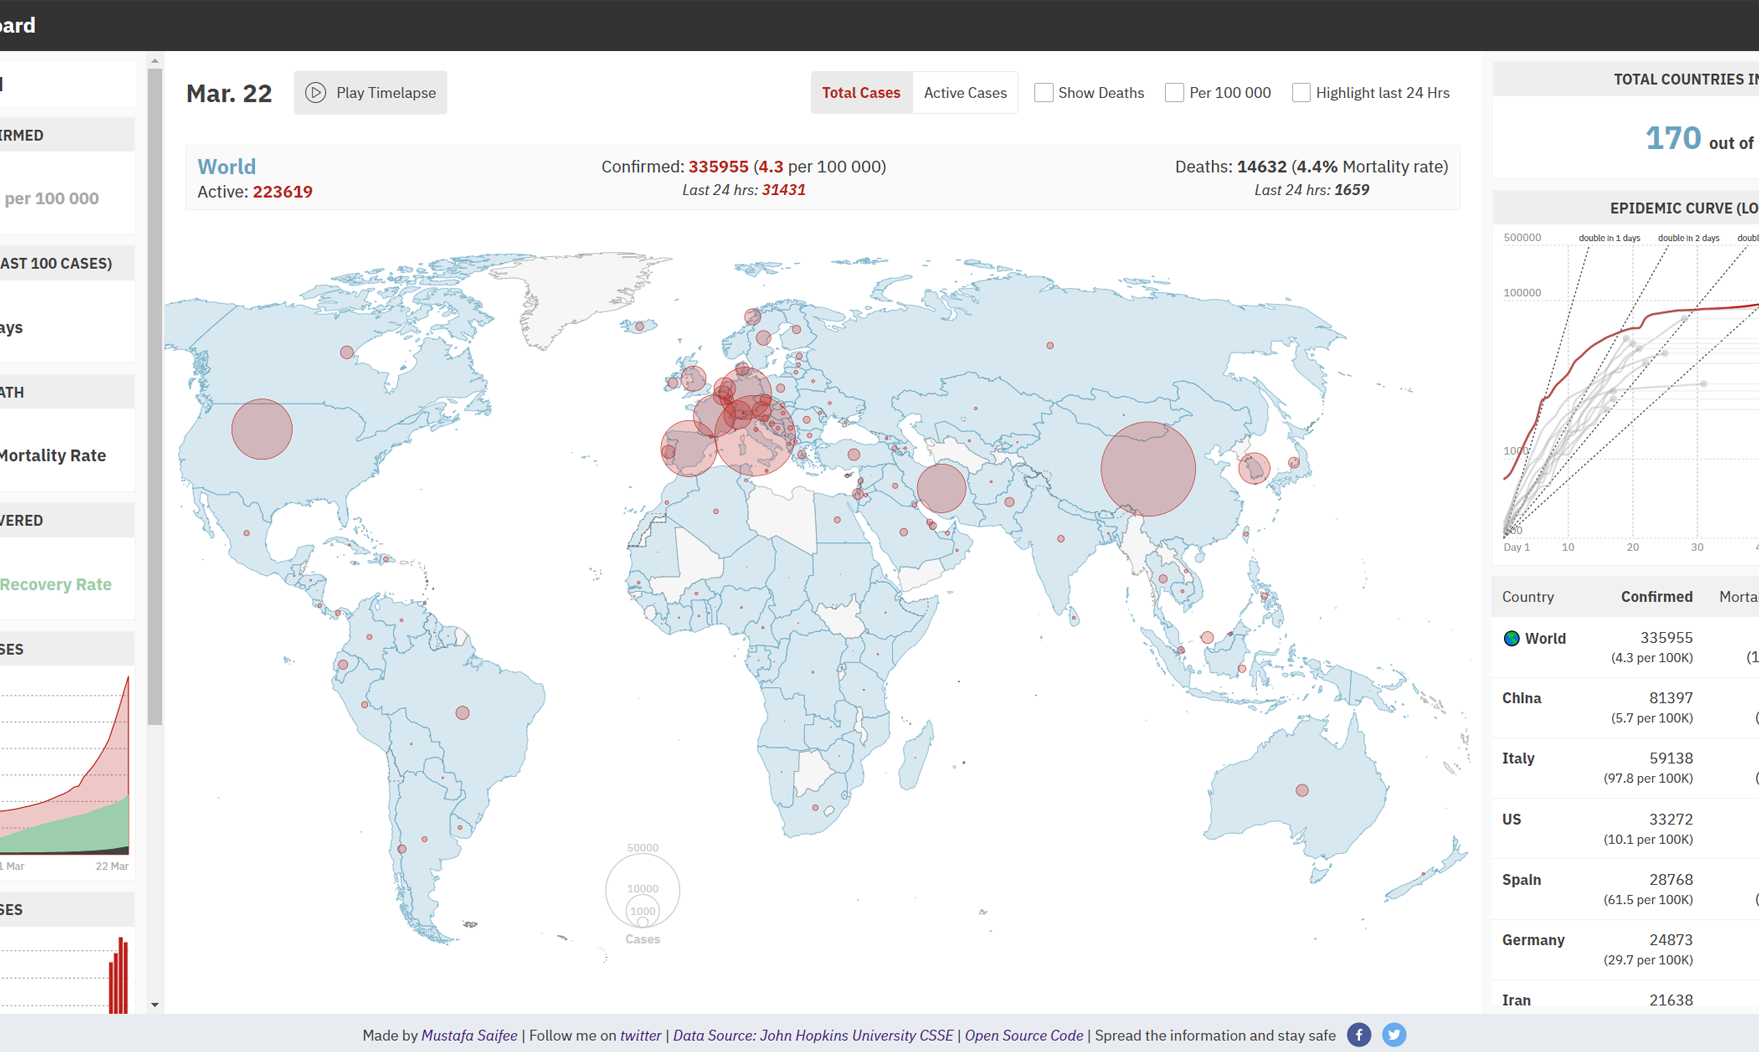 oard
IRMED
per 100 000
AST 100 CASES)
ays
ATH
Mortality Rate
VERED
Recovery Rate
SES
1 Mar 22 Mar
SES
Mar. 22
Play Timelapse
Total Cases Active Cases Show Deaths Per 100 000 Highlight last 24 Hrs
World
Active: 223619
Confirmed: 335955 (4.3 per 100 000)
Last 24 hrs: 31431
Deaths: 14632 (4.4% Mortality rate)
Last 24 hrs: 1659
50000
10000
1000
Cases
TOTAL COUNTRIES IN
170 out of
EPIDEMIC CURVE (LO
500000 double in 1 days double in 2 days doubl
100000
1000
Day 1 10 20 30 4
Country Confirmed Mortal
World 335955
(4.3 per 100K) (1
China 81397
(5.7 per 100K) (
Italy 59138
(97.8 per 100K) (
US 33272
(10.1 per 100K)
Spain 28768
(61.5 per 100K) (
Germany 24873
(29.7 per 100K)
Iran 21638
Made by Mustafa Saifee | Follow me on twitter | Data Source: John Hopkins University CSSE | Open Source Code | Spread the information and stay safe